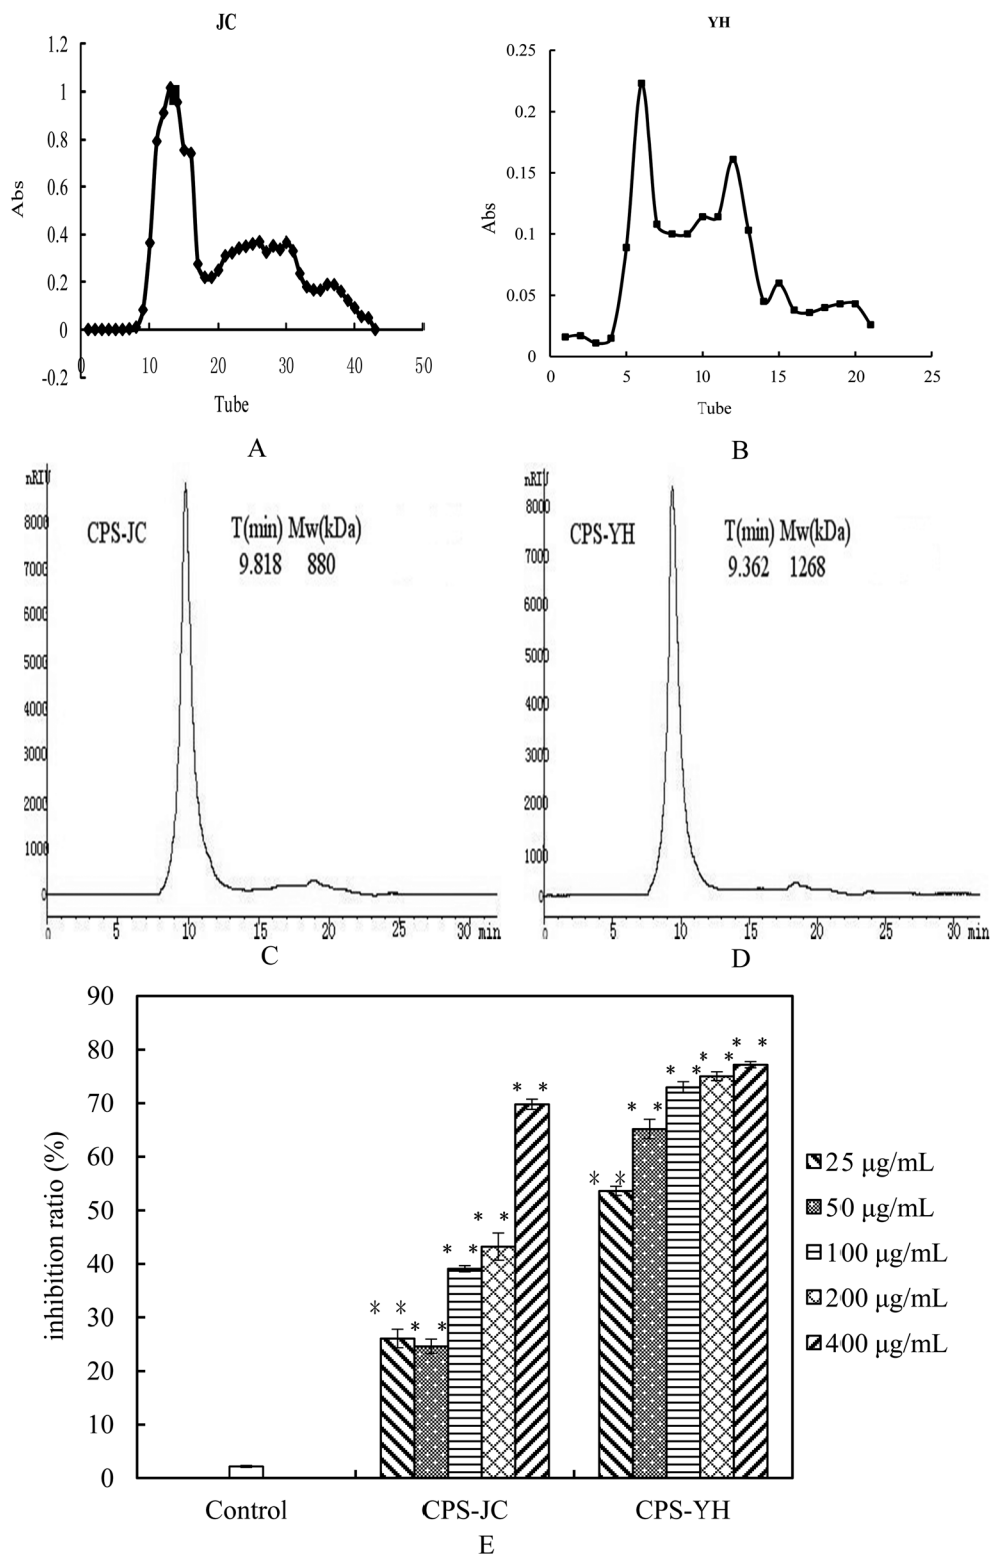 JC
1.2
1
0.8
0.6
0.4
0.2
0
-0.2
Abs
0 10 20 30 40 50
Tube
A
YH
0.25
0.2
0.15
0.1
0.05
0
Abs
0 5 10 15 20 25
Tube
B
nRIU
8000
7000
6000
5000
4000
3000
2000
1000
0
CPS-JC
T(min) Mw(kDa)
9.818 880
0 5 10 15 20 25 30 min
C
nRIU
8000
7000
6000
5000
4000
3000
2000
1000
0
CPS-YH
T(min) Mw(kDa)
9.362 1268
0 5 10 15 20 25 30 min
D
90
80
70
60
50
40
30
20
10
0
inhibition ratio (%)
* *
* *
* *
* *
* *
* *
* *
* *
* *
* *
Control CPS-JC CPS-YH
25 μg/mL
50 μg/mL
100 μg/mL
200 μg/mL
400 μg/mL
E